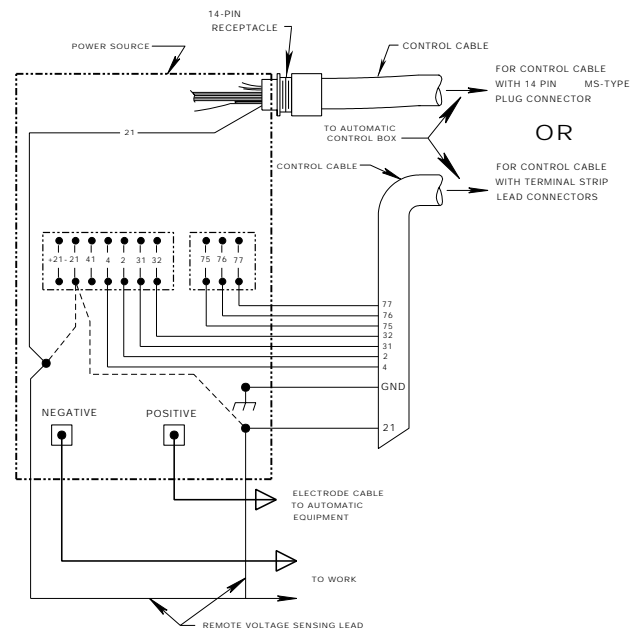 14-PIN
RECEPTACLE
POWER SOURCE
CONTROL CABLE
FOR CONTROL CABLE
WITH 14 PIN MS-TYPE
PLUG CONNECTOR
21
TO AUTOMATIC
CONTROL BOX
OR
CONTROL CABLE
FOR CONTROL CABLE
WITH TERMINAL STRIP
LEAD CONNECTORS
+21 -21 41 4 2 31 32
75 76 77
77
76
75
32
31
2
4
GND
21
NEGATIVE
POSITIVE
ELECTRODE CABLE
TO AUTOMATIC
EQUIPMENT
TO WORK
REMOTE VOLTAGE SENSING LEAD